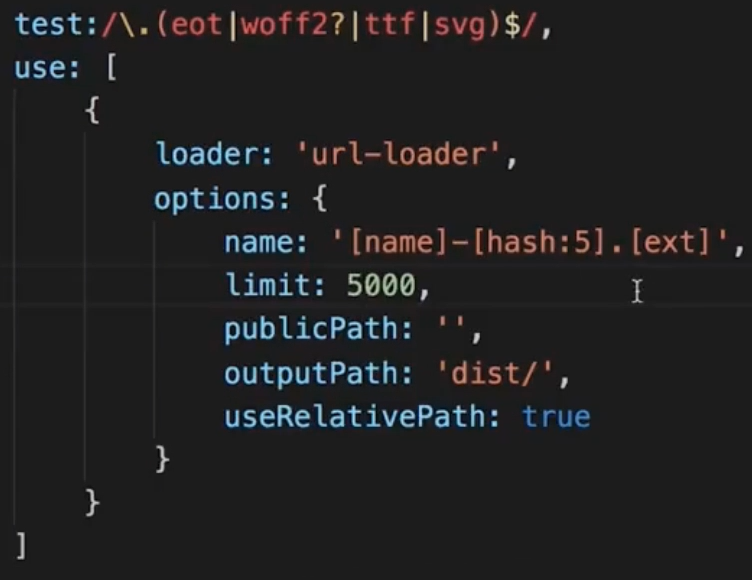 test:/\.(eot|woff2?|ttf|svg)$/,
use: [
{
loader: 'url-loader',
options: {
name: '[name]-[hash:5].[ext]',
limit: 5000,
publicPath: '',
outputPath: 'dist/',
useRelativePath: true
}
}
]